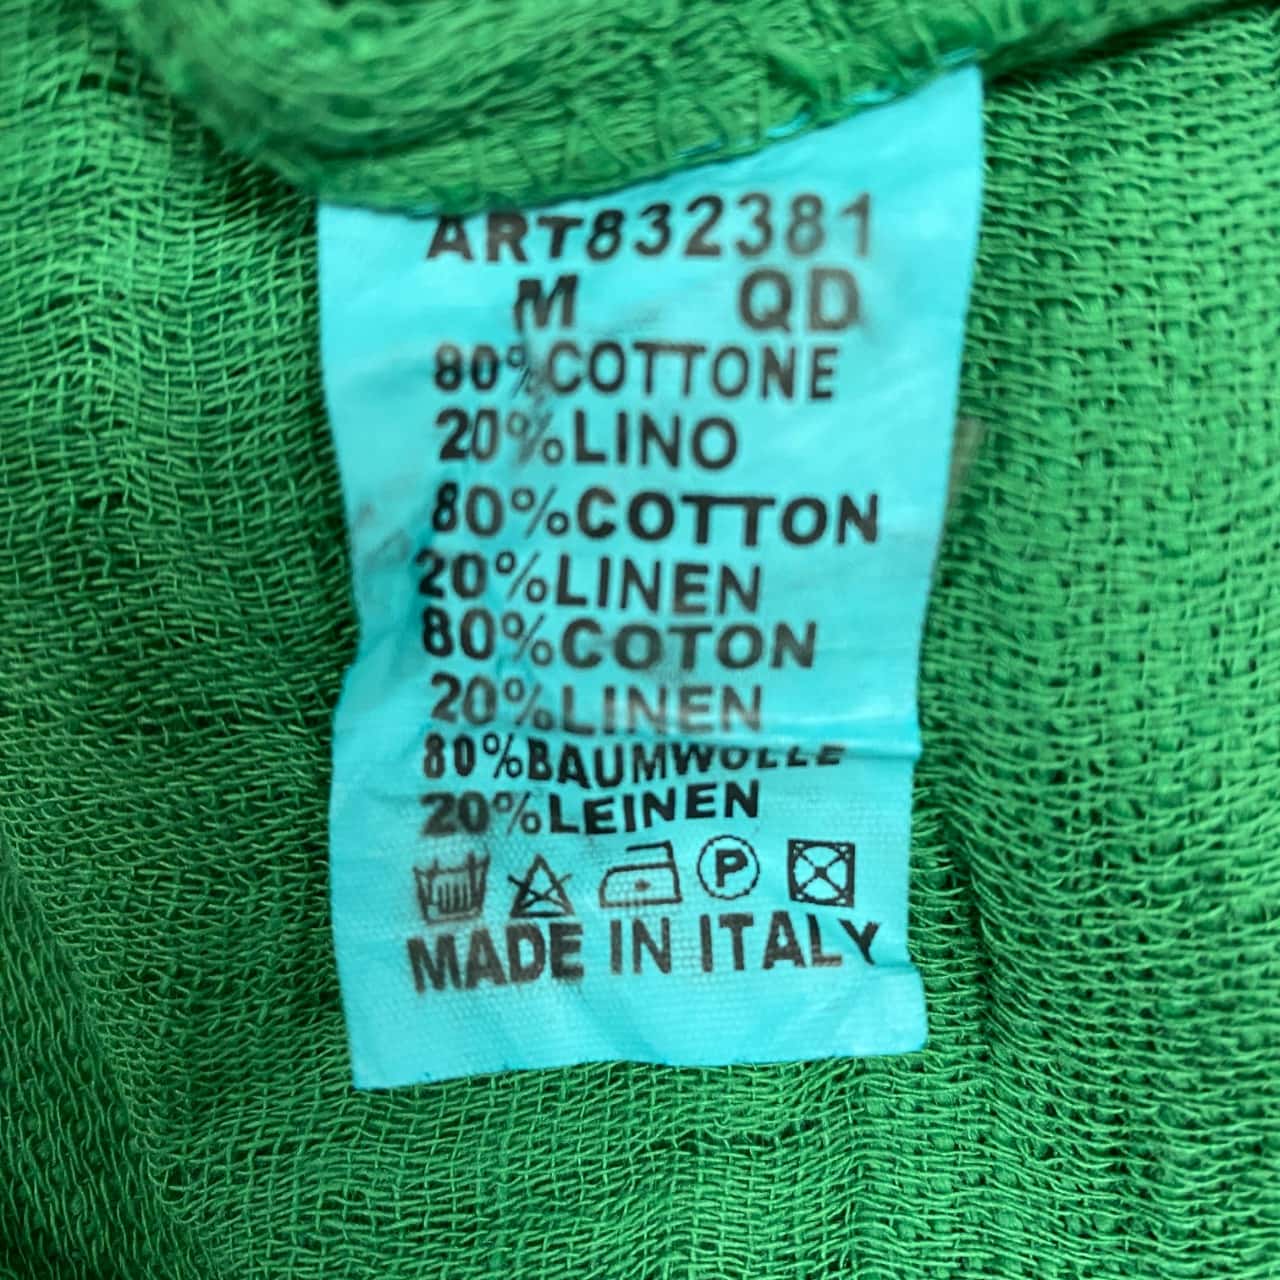 ART832381
M QD
80%COTTONE
20%LINO
80%COTTON
20%LINEN
80%COTON
20%LINEN
80%BAUMWOLLE
20%LEINEN
P
MADE IN ITALY